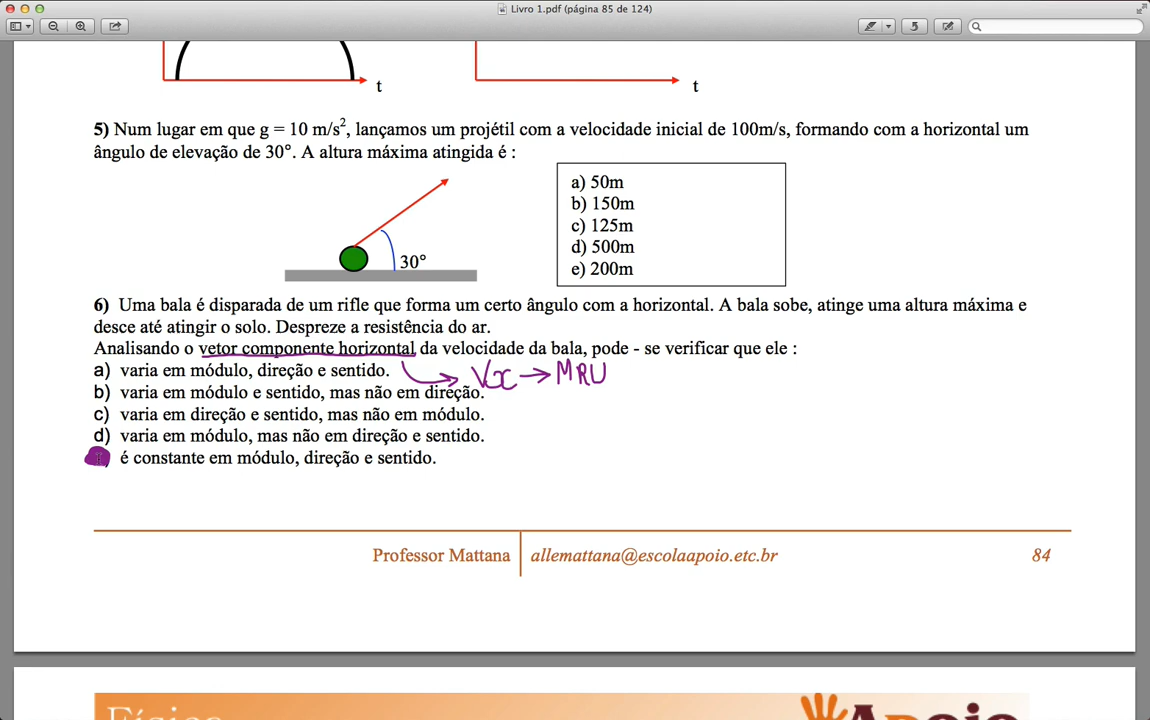 Livro 1.pdf (página 85 de 124)
t
t
5) Num lugar em que g = 10 m/s², lançamos um projétil com a velocidade inicial de 100m/s, formando com a horizontal um
ângulo de elevação de 30°. A altura máxima atingida é :
a) 50m
b) 150m
c) 125m
d) 500m
e) 200m
30°
6) Uma bala é disparada de um rifle que forma um certo ângulo com a horizontal. A bala sobe, atinge uma altura máxima e
desce até atingir o solo. Despreze a resistência do ar.
Analisando o vetor componente horizontal da velocidade da bala, pode - se verificar que ele :
a) varia em módulo, direção e sentido.
Vx → MRU
b) varia em módulo e sentido, mas não em direção.
c) varia em direção e sentido, mas não em módulo.
d) varia em módulo, mas não em direção e sentido.
é constante em módulo, direção e sentido.
Professor Mattana
allemattana@escolaapoio.etc.br
84
Física
Apoio